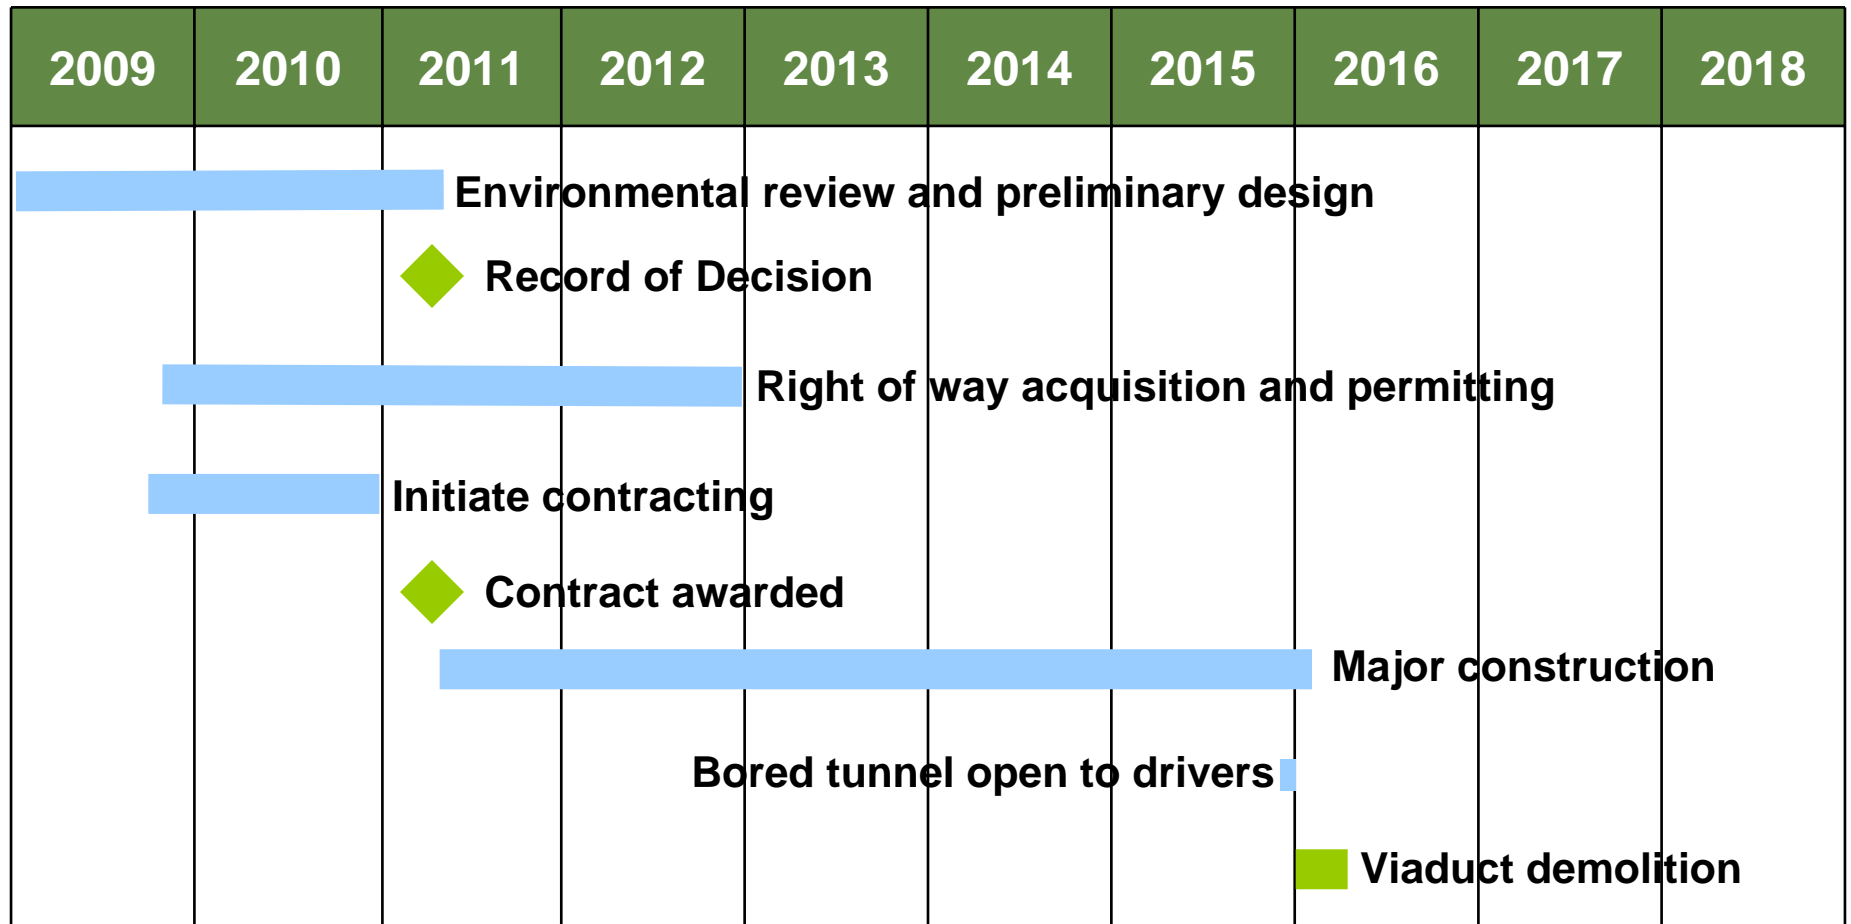 2009 2010 2011 2012 2013 2014 2015 2016 2017 2018
Environmental review and preliminary design
Record of Decision
Right of way acquisition and permitting
Initiate contracting
Contract awarded
Major construction
Bored tunnel open to drivers
Viaduct demolition